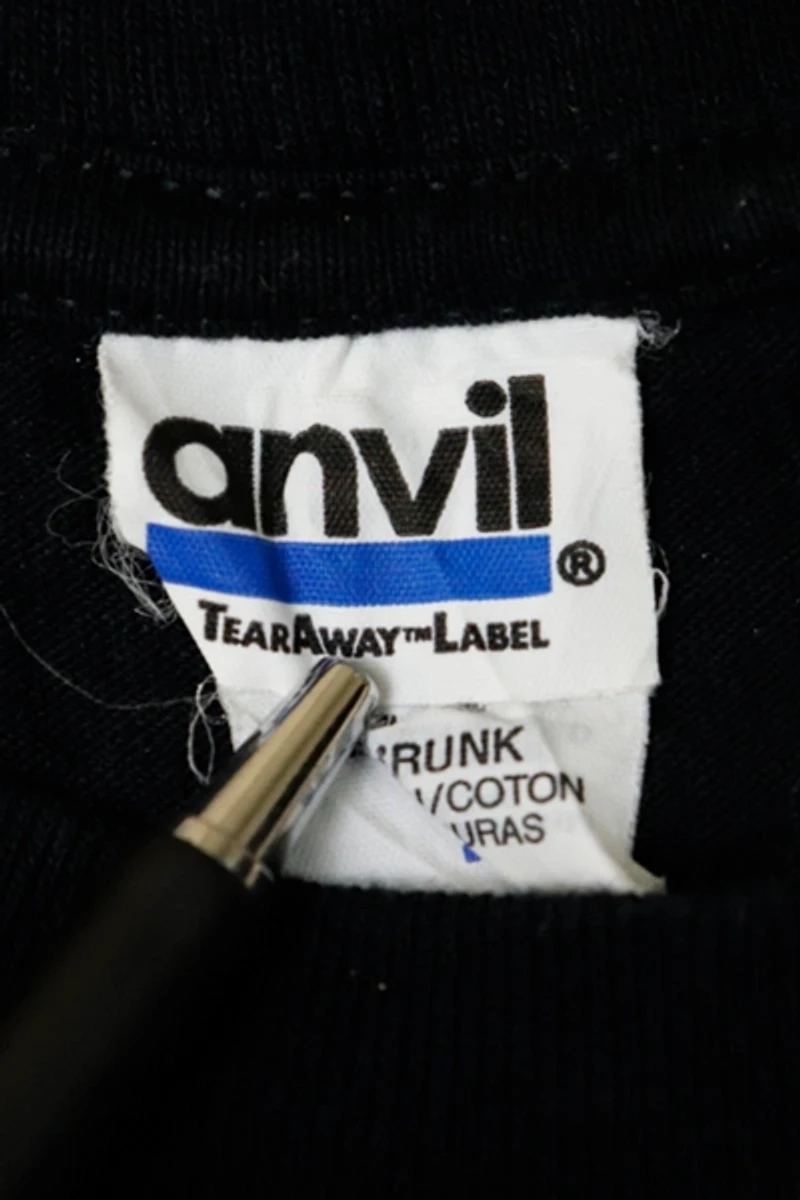 anvil
®
TEARAWAY™LABEL
RUNK
/COTON
URAS